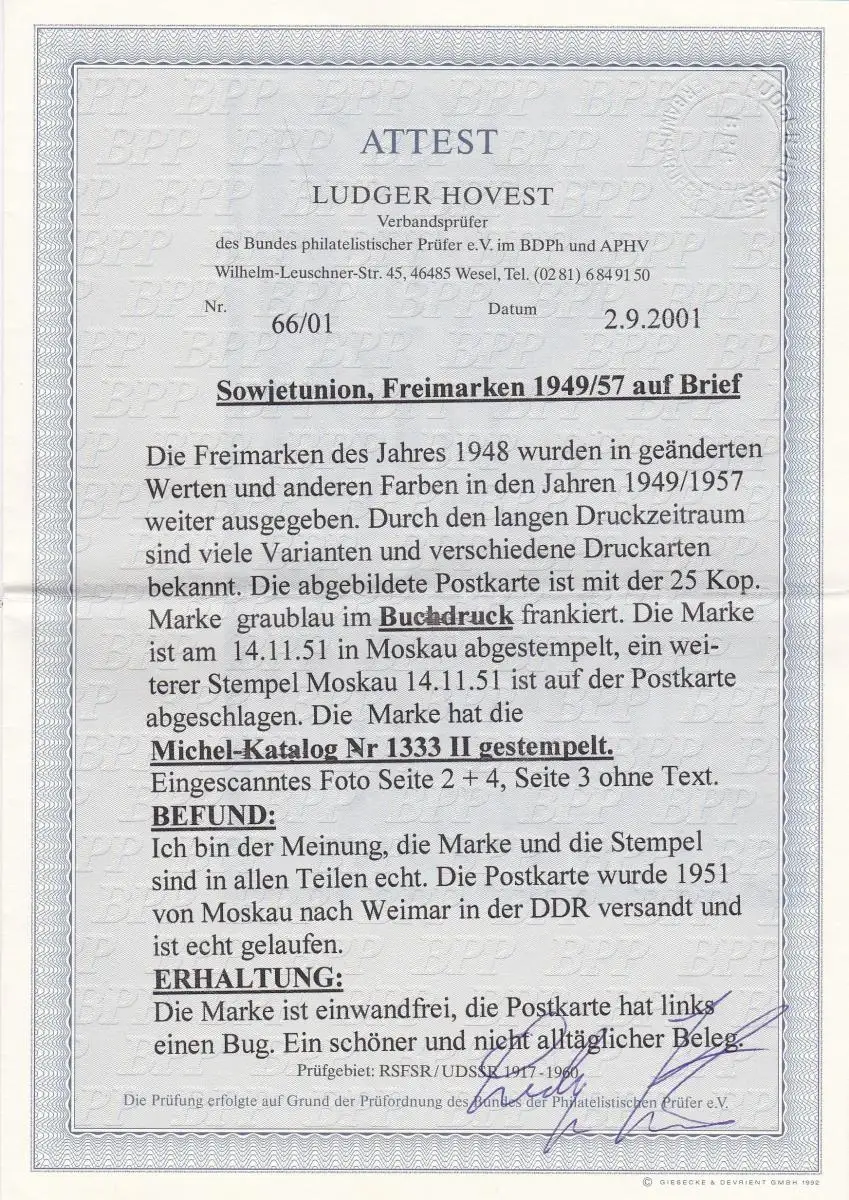 ATTEST
LUDGER HOVEST
Verbandsprüfer
des Bundes philatelistischer Prüfer e.V. im BDPh und APHV
Wilhelm-Leuschner-Str. 45, 46485 Wesel, Tel. (02 81) 6 84 91 50
Nr. 66/01 Datum 2.9.2001
Sowjetunion, Freimarken 1949/57 auf Brief
Die Freimarken des Jahres 1948 wurden in geänderten
Werten und anderen Farben in den Jahren 1949/1957
weiter ausgegeben. Durch den langen Druckzeitraum
sind viele Varianten und verschiedene Druckarten
bekannt. Die abgebildete Postkarte ist mit der 25 Kop.
Marke graublau im Buchdruck frankiert. Die Marke
ist am 14.11.51 in Moskau abgestempelt, ein wei-
terer Stempel Moskau 14.11.51 ist auf der Postkarte
abgeschlagen. Die Marke hat die
Michel-Katalog Nr 1333 II gestempelt.
Eingescanntes Foto Seite 2 + 4, Seite 3 ohne Text.
BEFUND:
Ich bin der Meinung, die Marke und die Stempel
sind in allen Teilen echt. Die Postkarte wurde 1951
von Moskau nach Weimar in der DDR versandt und
ist echt gelaufen.
ERHALTUNG:
Die Marke ist einwandfrei, die Postkarte hat links
einen Bug. Ein schöner und nicht alltäglicher Beleg.
Prüfgebiet: RSFSR / UDSSR 1917 - 1960
Die Prüfung erfolgte auf Grund der Prüfordnung des Bundes der Philatelistischen Prüfer e.V.
© GIESECKE & DEVRIENT GMBH 1992